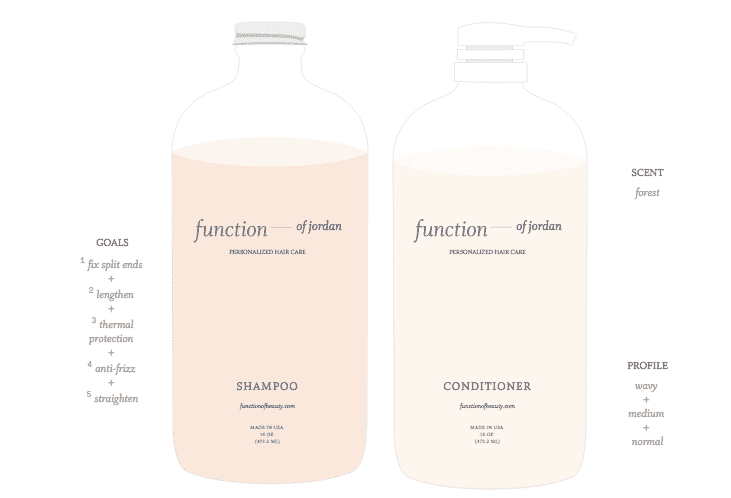 GOALS
1 fix split ends
+
2 lengthen
+
3 thermal
protection
+
4 anti-frizz
+
5 straighten
function — of jordan
PERSONALIZED HAIR CARE
SHAMPOO
functionofbeauty.com
MADE IN USA
16 OZ
(473.2 ML)
function — of jordan
PERSONALIZED HAIR CARE
CONDITIONER
functionofbeauty.com
MADE IN USA
16 OZ
(473.2 ML)
SCENT
forest
PROFILE
wavy
+
medium
+
normal